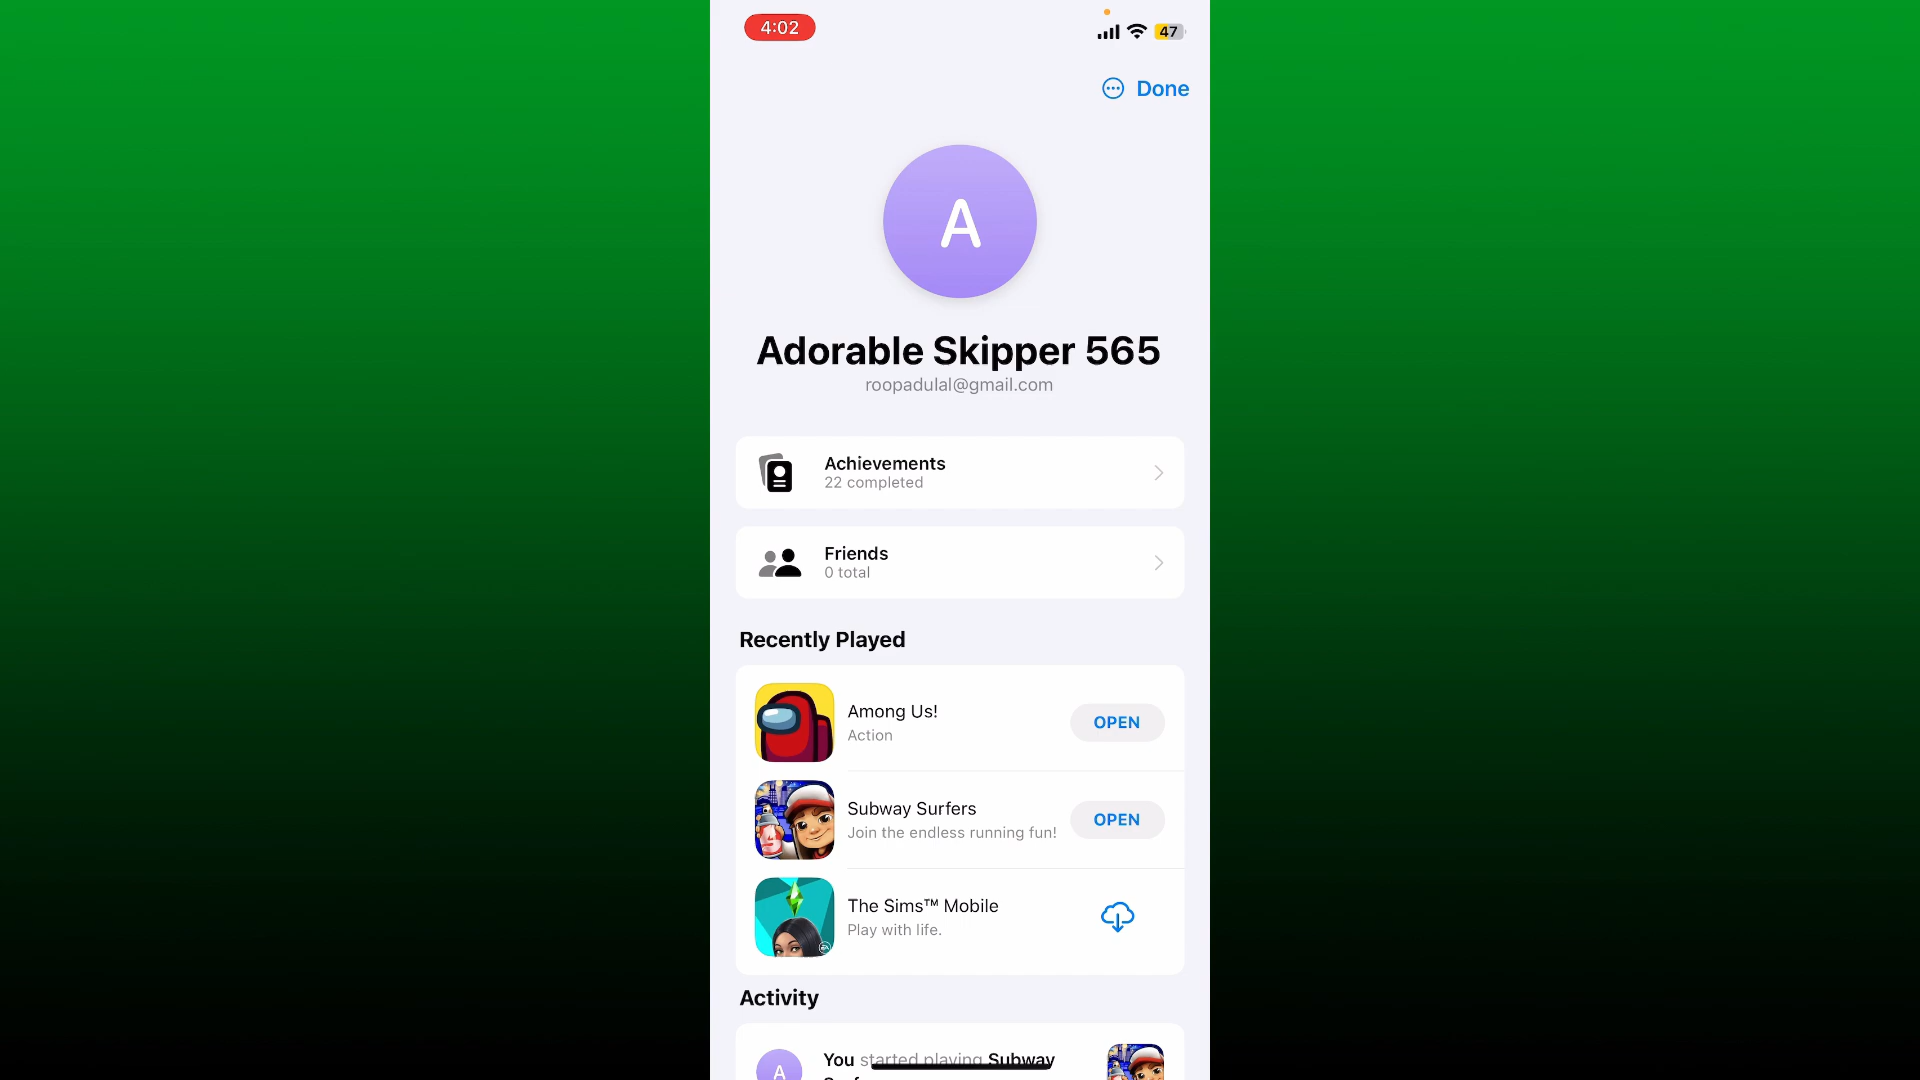 4:02
47
Done
A
Adorable Skipper 565
roopadulal@gmail.com
Achievements
22 completed
Friends
0 total
Recently Played
Among Us!
Action
OPEN
Subway Surfers
Join the endless running fun!
OPEN
The Sims™ Mobile
Play with life.
Activity
A
You started playing Subway